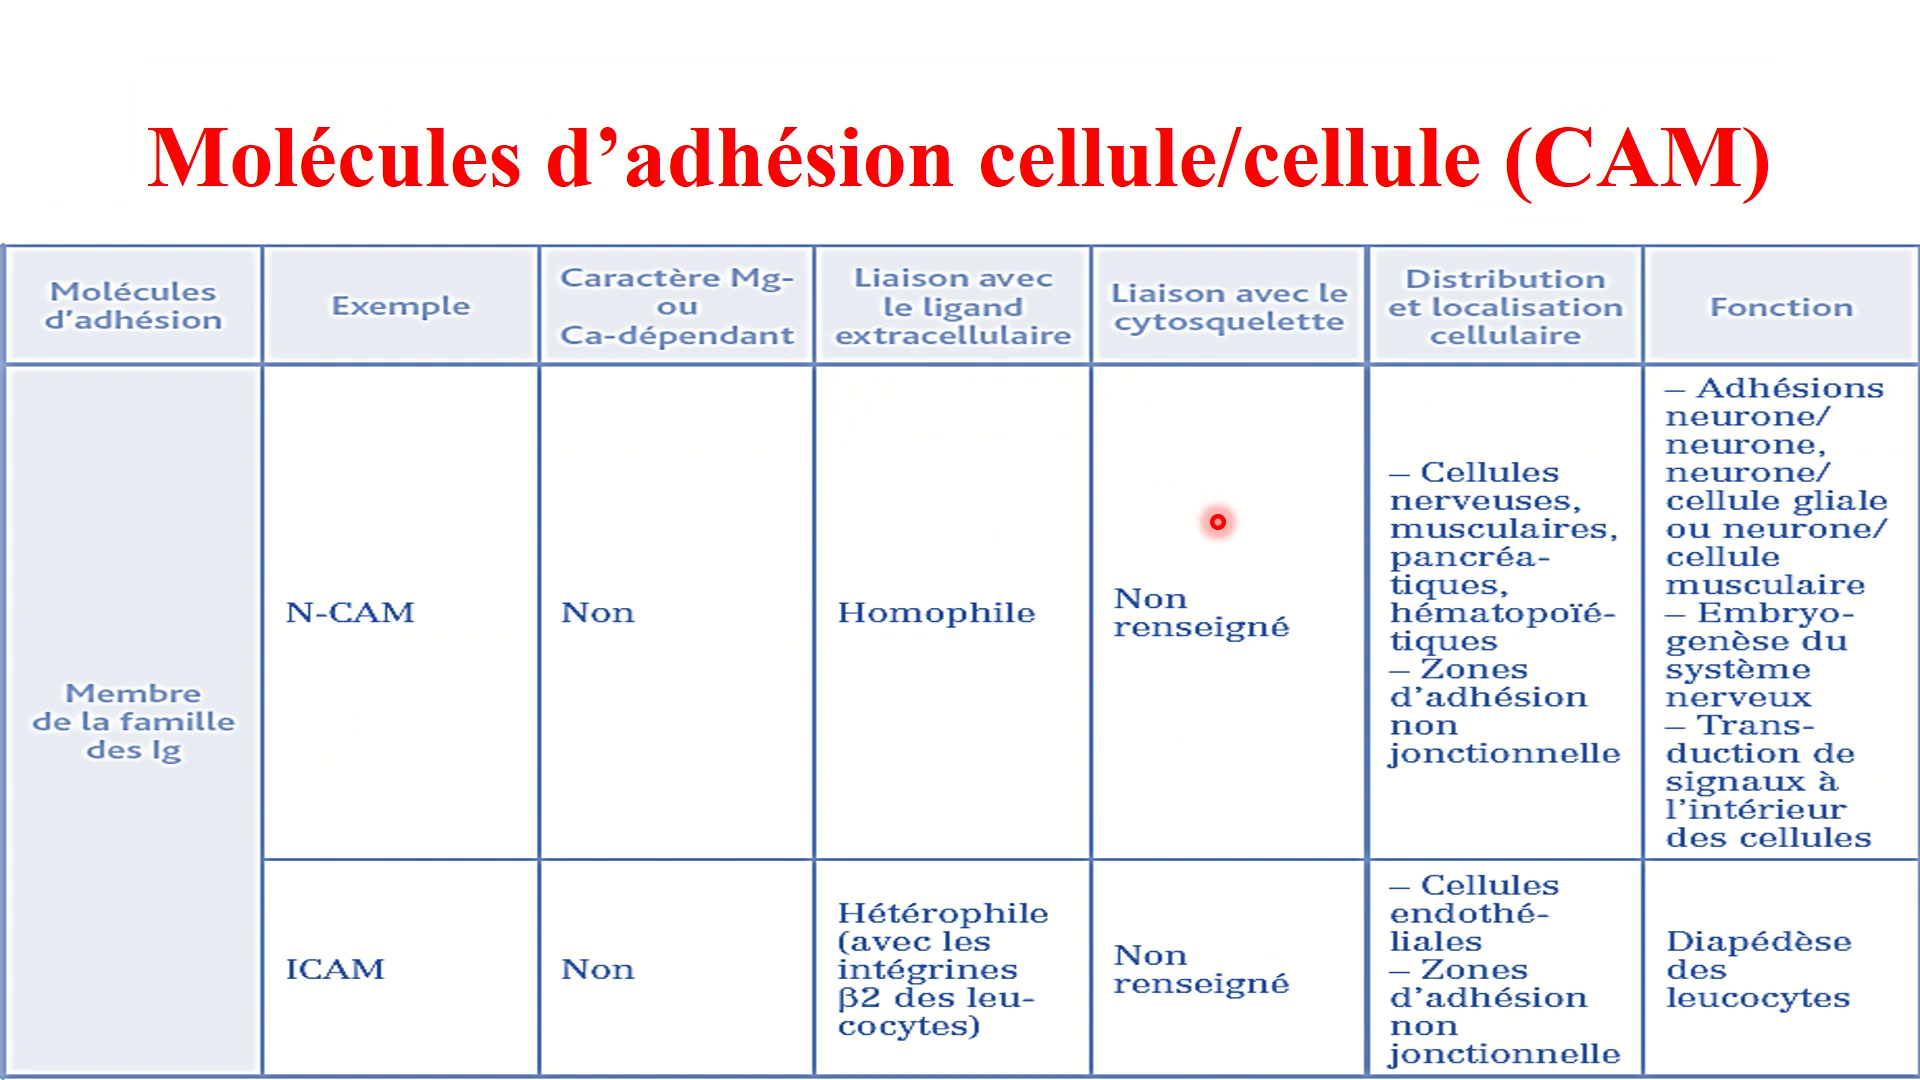 Molécules d’adhésion cellule/cellule (CAM)
Molécules
d’adhésion
Exemple
Caractère Mg-
ou
Ca-dépendant
Liaison avec
le ligand
extracellulaire
Liaison avec le
cytosquelette
Distribution
et localisation
cellulaire
Fonction
Membre
de la famille
des Ig
N-CAM
Non
Homophile
Non
renseigné
– Cellules
nerveuses,
musculaires,
pancréa-
tiques,
hématopoïé-
tiques
– Zones
d’adhésion
non
jonctionnelle
– Adhésions
neurone/
neurone,
neurone/
cellule gliale
ou neurone/
cellule
musculaire
– Embryo-
genèse du
système
nerveux
– Trans-
duction de
signaux à
l’intérieur
des cellules
ICAM
Non
Hétérophile
(avec les
intégrines
β2 des leu-
cocytes)
Non
renseigné
– Cellules
endothé-
liales
– Zones
d’adhésion
non
jonctionnelle
Diapédèse
des
leucocytes